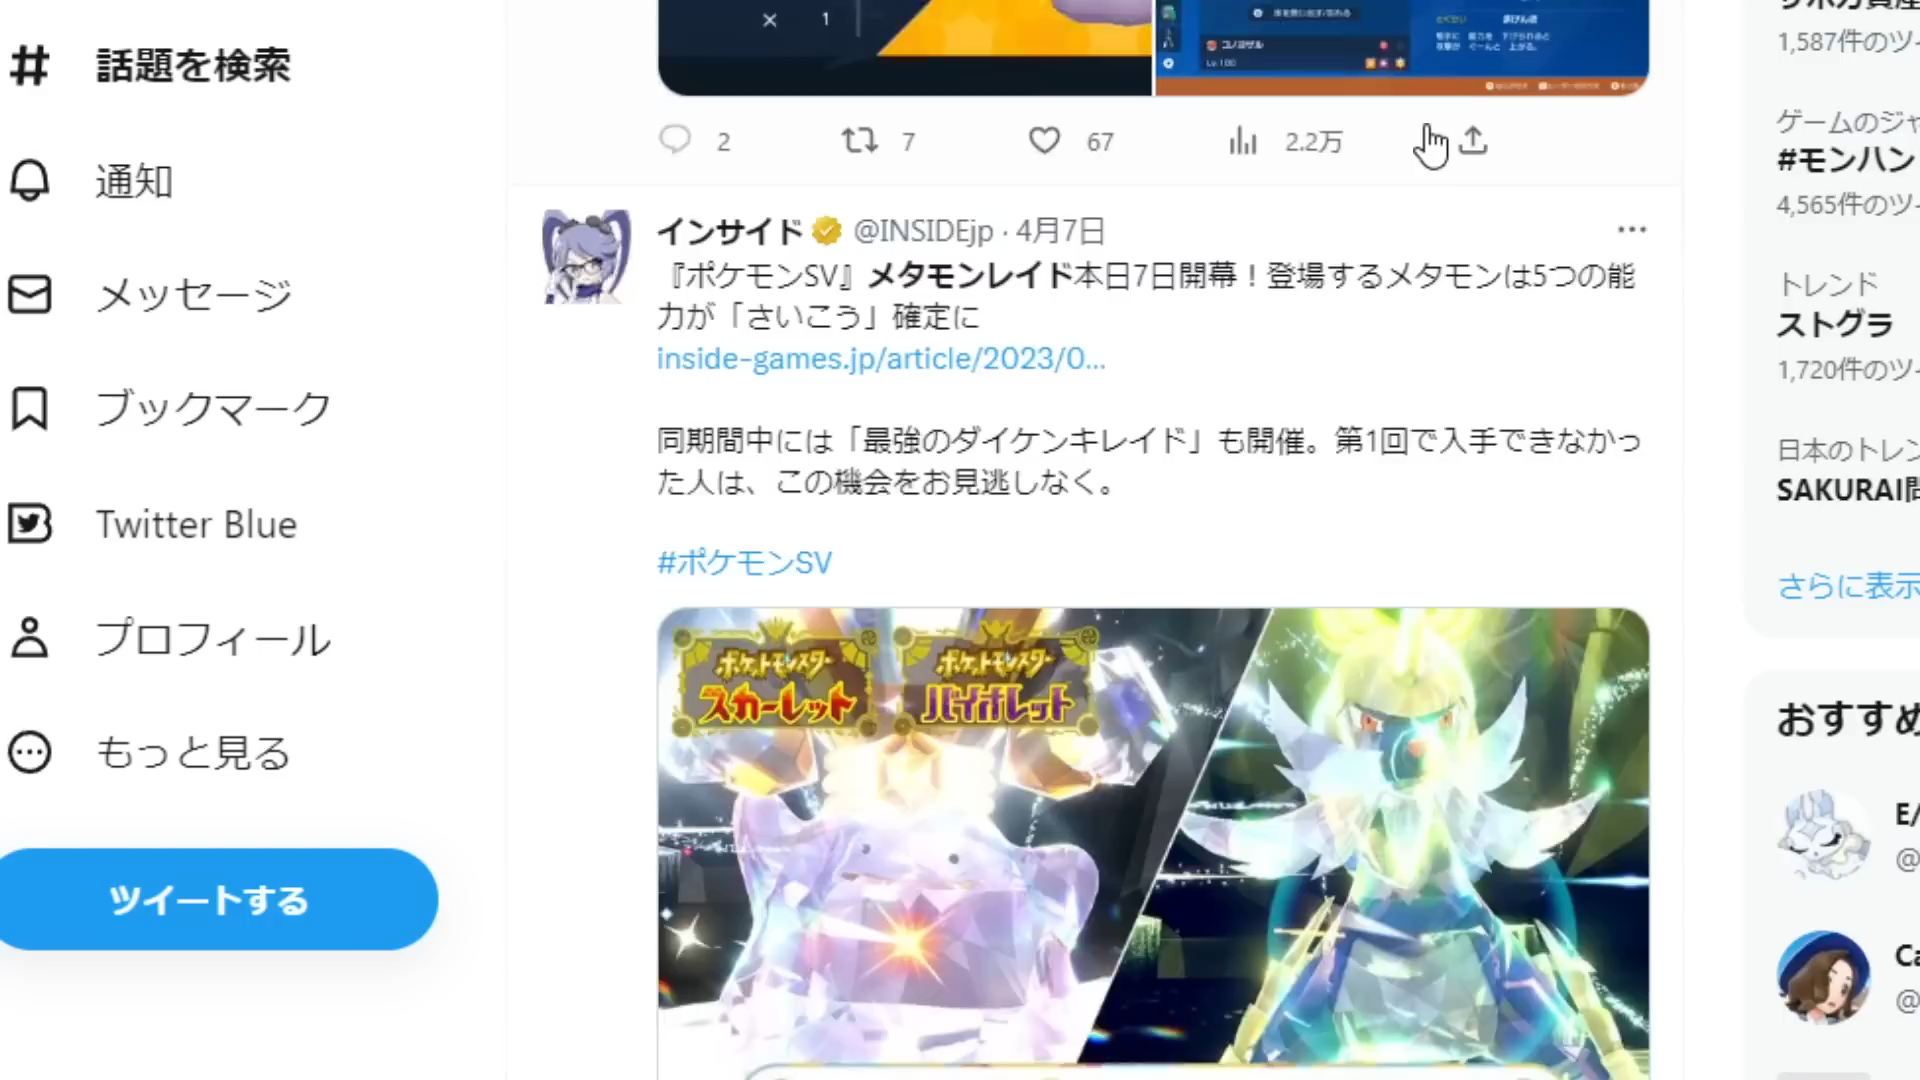 話題を検索
通知
メッセージ
ブックマーク
Twitter Blue
プロフィール
もっと見る
ツイートする
× 1
コノヨザル
Lv.100
2 7 67 2.2万
インサイド @INSIDEjp · 4月7日
『ポケモンSV』メタモンレイド本日7日開幕！登場するメタモンは5つの能
力が「さいこう」確定に
inside-games.jp/article/2023/0...
同期間中には「最強のダイケンキレイド」も開催。第1回で入手できなかっ
た人は、この機会をお見逃しなく。
#ポケモンSV
ポケットモンスター
スカーレット
ポケットモンスター
バイオレット
1,587件のツイ
ゲームのジャ
#モンハン
4,565件のツイ
トレンド
ストグラ
1,720件のツイ
日本のトレン
SAKURAI
さらに表示
おすすめ
E/
@
Ca
@